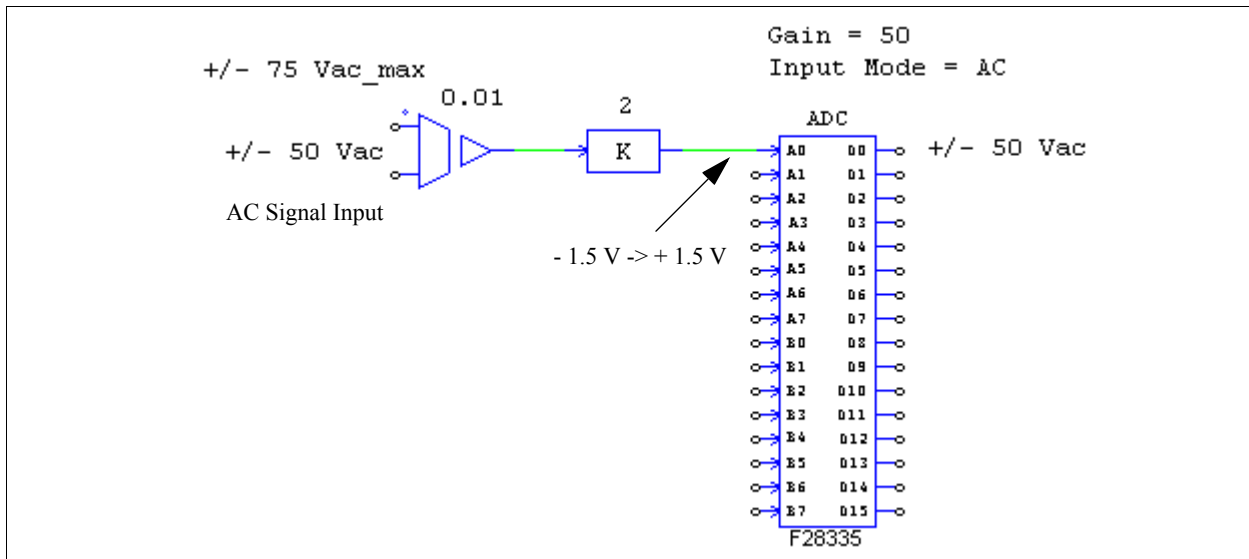 Gain = 50
+/- 75 Vac_max
Input Mode = AC
0.01
2
ADC
+/- 50 Vac
K
+/- 50 Vac
AC Signal Input
- 1.5 V -> + 1.5 V
A0 D0
A1 D1
A2 D2
A3 D3
A4 D4
A5 D5
A6 D6
A7 D7
B0 D8
B1 D9
B2 D10
B3 D11
B4 D12
B5 D13
B6 D14
B7 D15
F28335